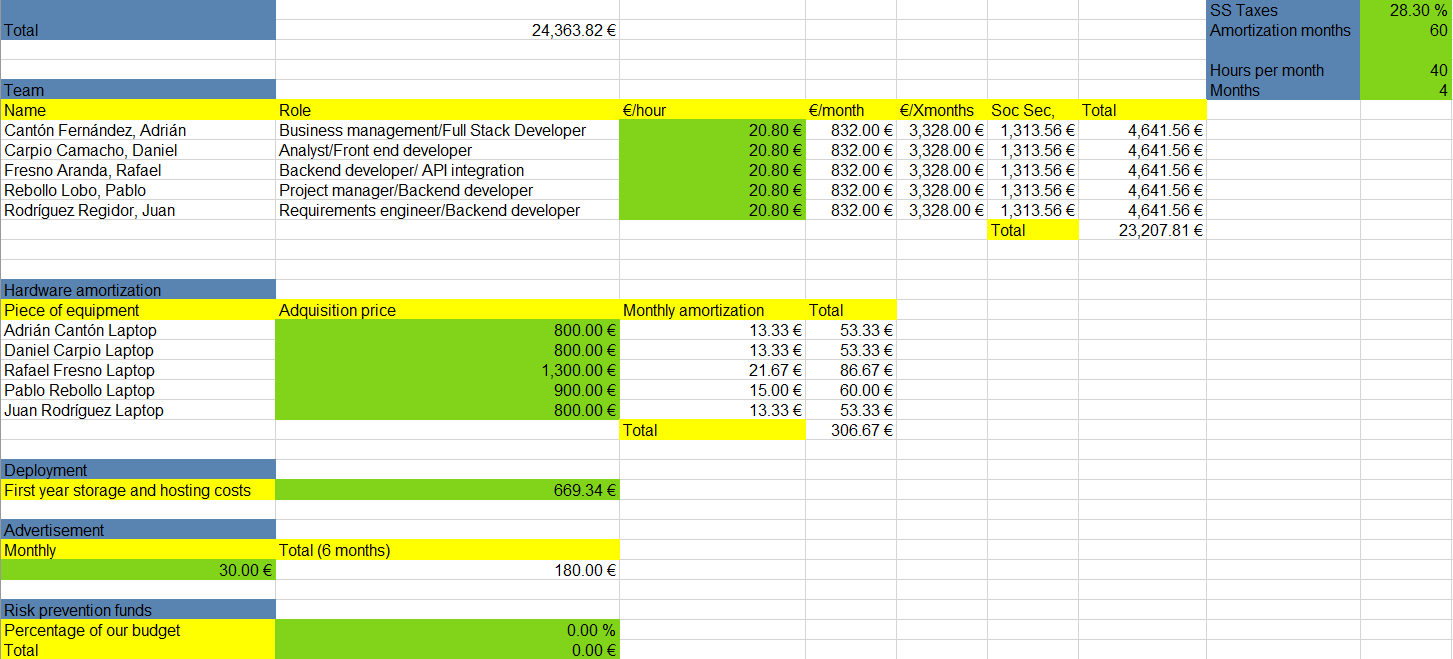 SS Taxes 28.30 %
Total 24,363.82 € Amortization months 60
Hours per month 40
Team Months 4
Name Role €/hour €/month €/Xmonths Soc Sec, Total
Cantón Fernández, Adrián Business management/Full Stack Developer 20.80 € 832.00 € 3,328.00 € 1,313.56 € 4,641.56 €
Carpio Camacho, Daniel Analyst/Front end developer 20.80 € 832.00 € 3,328.00 € 1,313.56 € 4,641.56 €
Fresno Aranda, Rafael Backend developer/ API integration 20.80 € 832.00 € 3,328.00 € 1,313.56 € 4,641.56 €
Rebollo Lobo, Pablo Project manager/Backend developer 20.80 € 832.00 € 3,328.00 € 1,313.56 € 4,641.56 €
Rodríguez Regidor, Juan Requirements engineer/Backend developer 20.80 € 832.00 € 3,328.00 € 1,313.56 € 4,641.56 €
Total 23,207.81 €
Hardware amortization
Piece of equipment Adquisition price Monthly amortization Total
Adrián Cantón Laptop 800.00 € 13.33 € 53.33 €
Daniel Carpio Laptop 800.00 € 13.33 € 53.33 €
Rafael Fresno Laptop 1,300.00 € 21.67 € 86.67 €
Pablo Rebollo Laptop 900.00 € 15.00 € 60.00 €
Juan Rodríguez Laptop 800.00 € 13.33 € 53.33 €
Total 306.67 €
Deployment
First year storage and hosting costs 669.34 €
Advertisement
Monthly Total (6 months)
30.00 € 180.00 €
Risk prevention funds
Percentage of our budget 0.00 %
Total 0.00 €